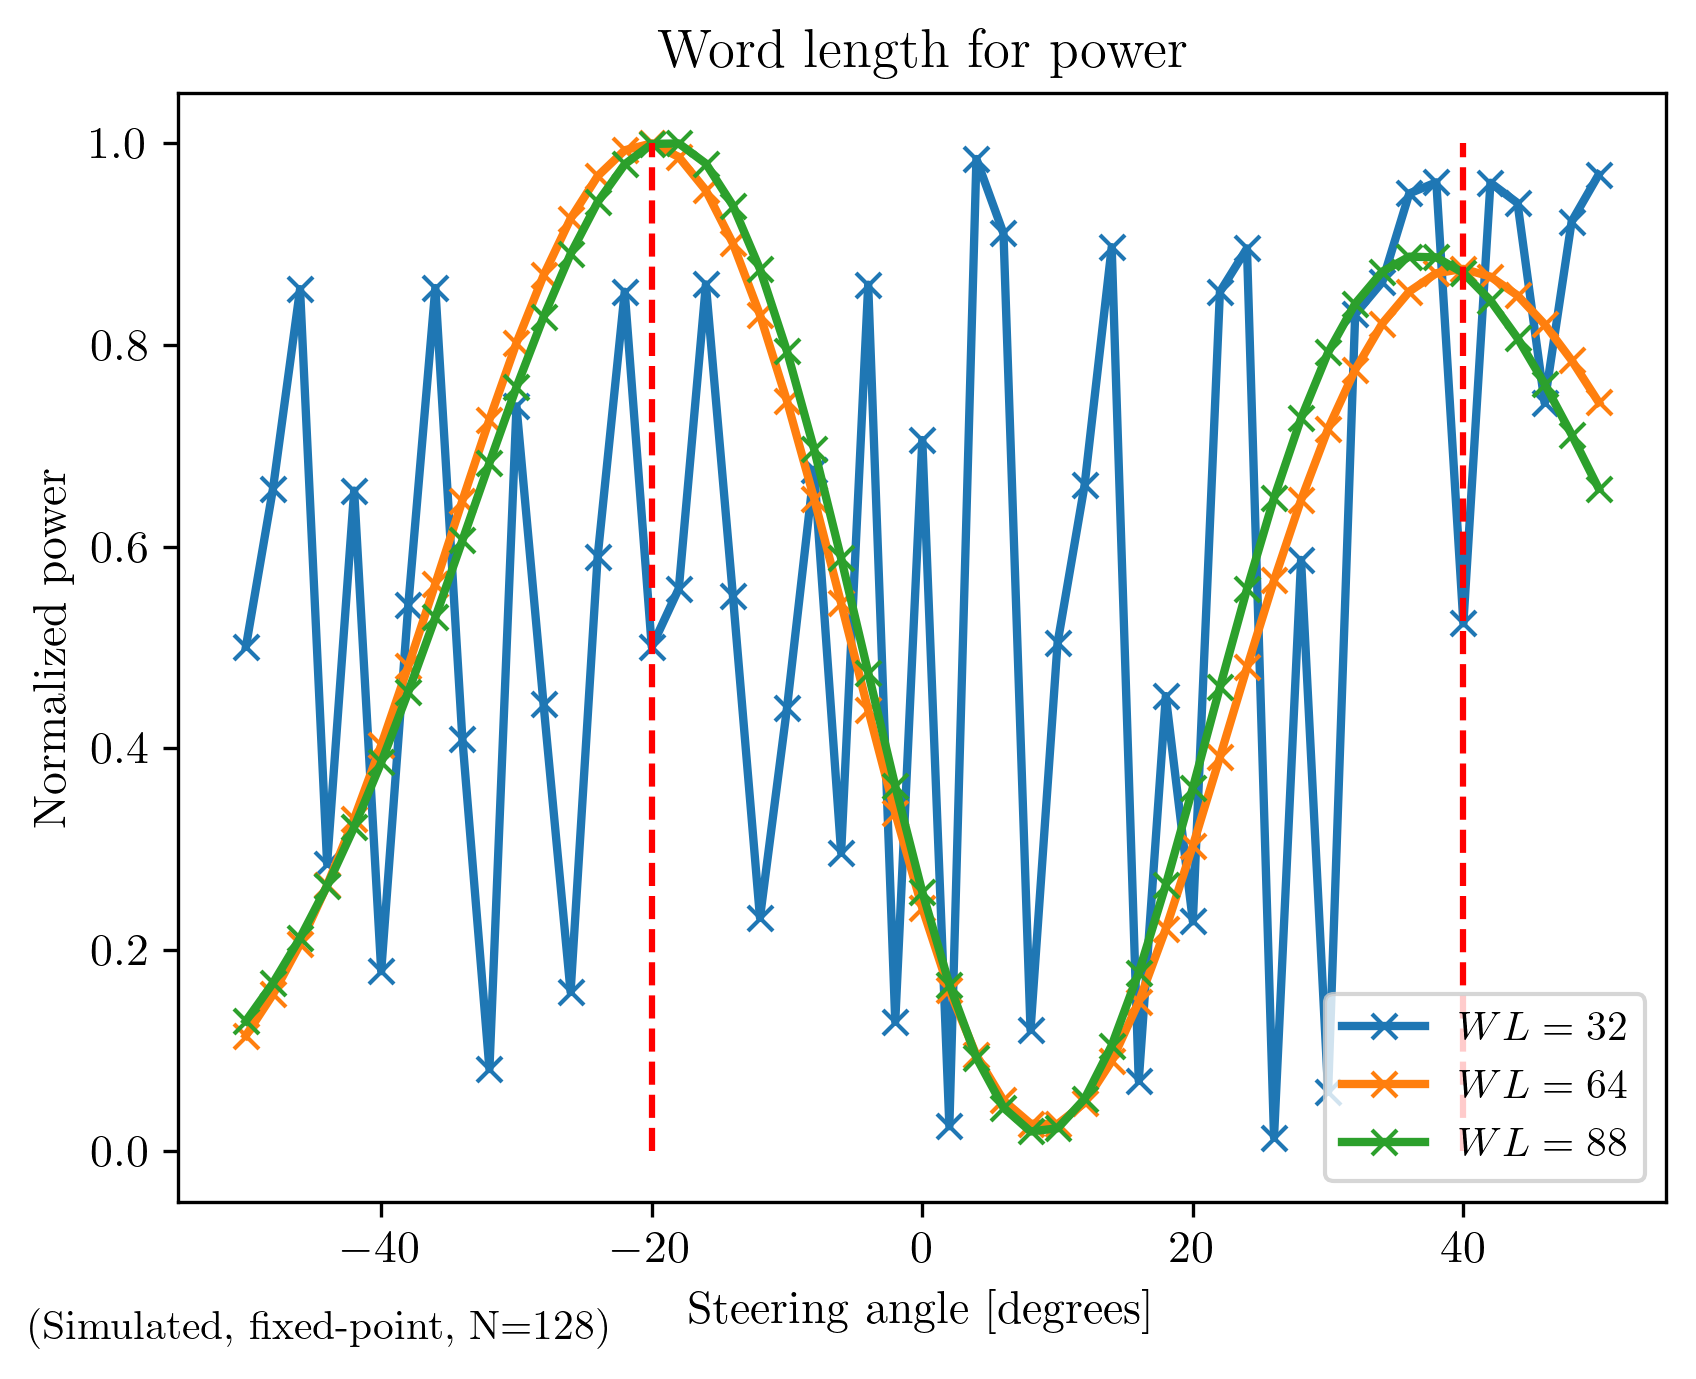 Word length for power
Normalized power
1.0
0.8
0.6
0.4
0.2
0.0
−40
−20
0
20
40
WL = 32
WL = 64
WL = 88
Steering angle [degrees]
(Simulated, fixed-point, N=128)